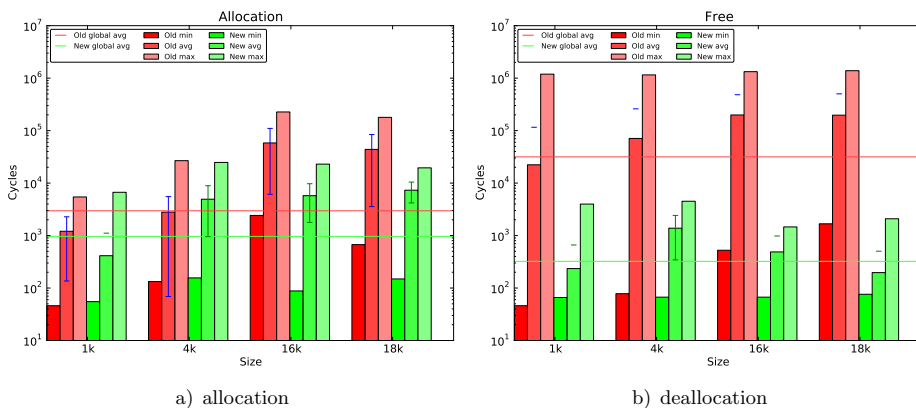 Allocation
Old global avg
New global avg
Old min
Old avg
Old max
New min
New avg
New max
10^7
10^6
10^5
10^4
10^3
10^2
10^1
Cycles
1k
4k
16k
18k
Size
a) allocation
Free
Old global avg
New global avg
Old min
Old avg
Old max
New min
New avg
New max
10^7
10^6
10^5
10^4
10^3
10^2
10^1
Cycles
1k
4k
16k
18k
Size
b) deallocation